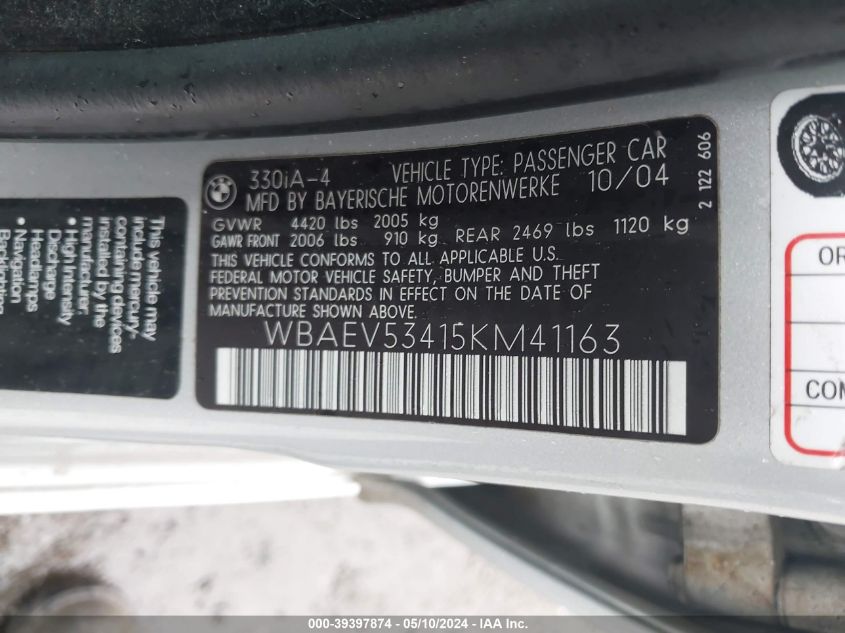 330iA-4 VEHICLE TYPE: PASSENGER CAR
MFD BY BAYERISCHE MOTORENWERKE 10/04
GVWR 4420 lbs 2005 kg
GAWR FRONT 2006 lbs 910 kg REAR 2469 lbs 1120 kg
THIS VEHICLE CONFORMS TO ALL APPLICABLE U.S.
FEDERAL MOTOR VEHICLE SAFETY, BUMPER AND THEFT
PREVENTION STANDARDS IN EFFECT ON THE DATE OF
MANUFACTURE SHOWN ABOVE.
WBAEV53415KM41163
2 122 606
This vehicle may
include mercury-
containing devices
installed by the
manufacturer:
• High Intensity
Discharge
Headlamps
• Navigation
Backlighting
OR
COM
000-39397874 - 05/10/2024 - IAA Inc.